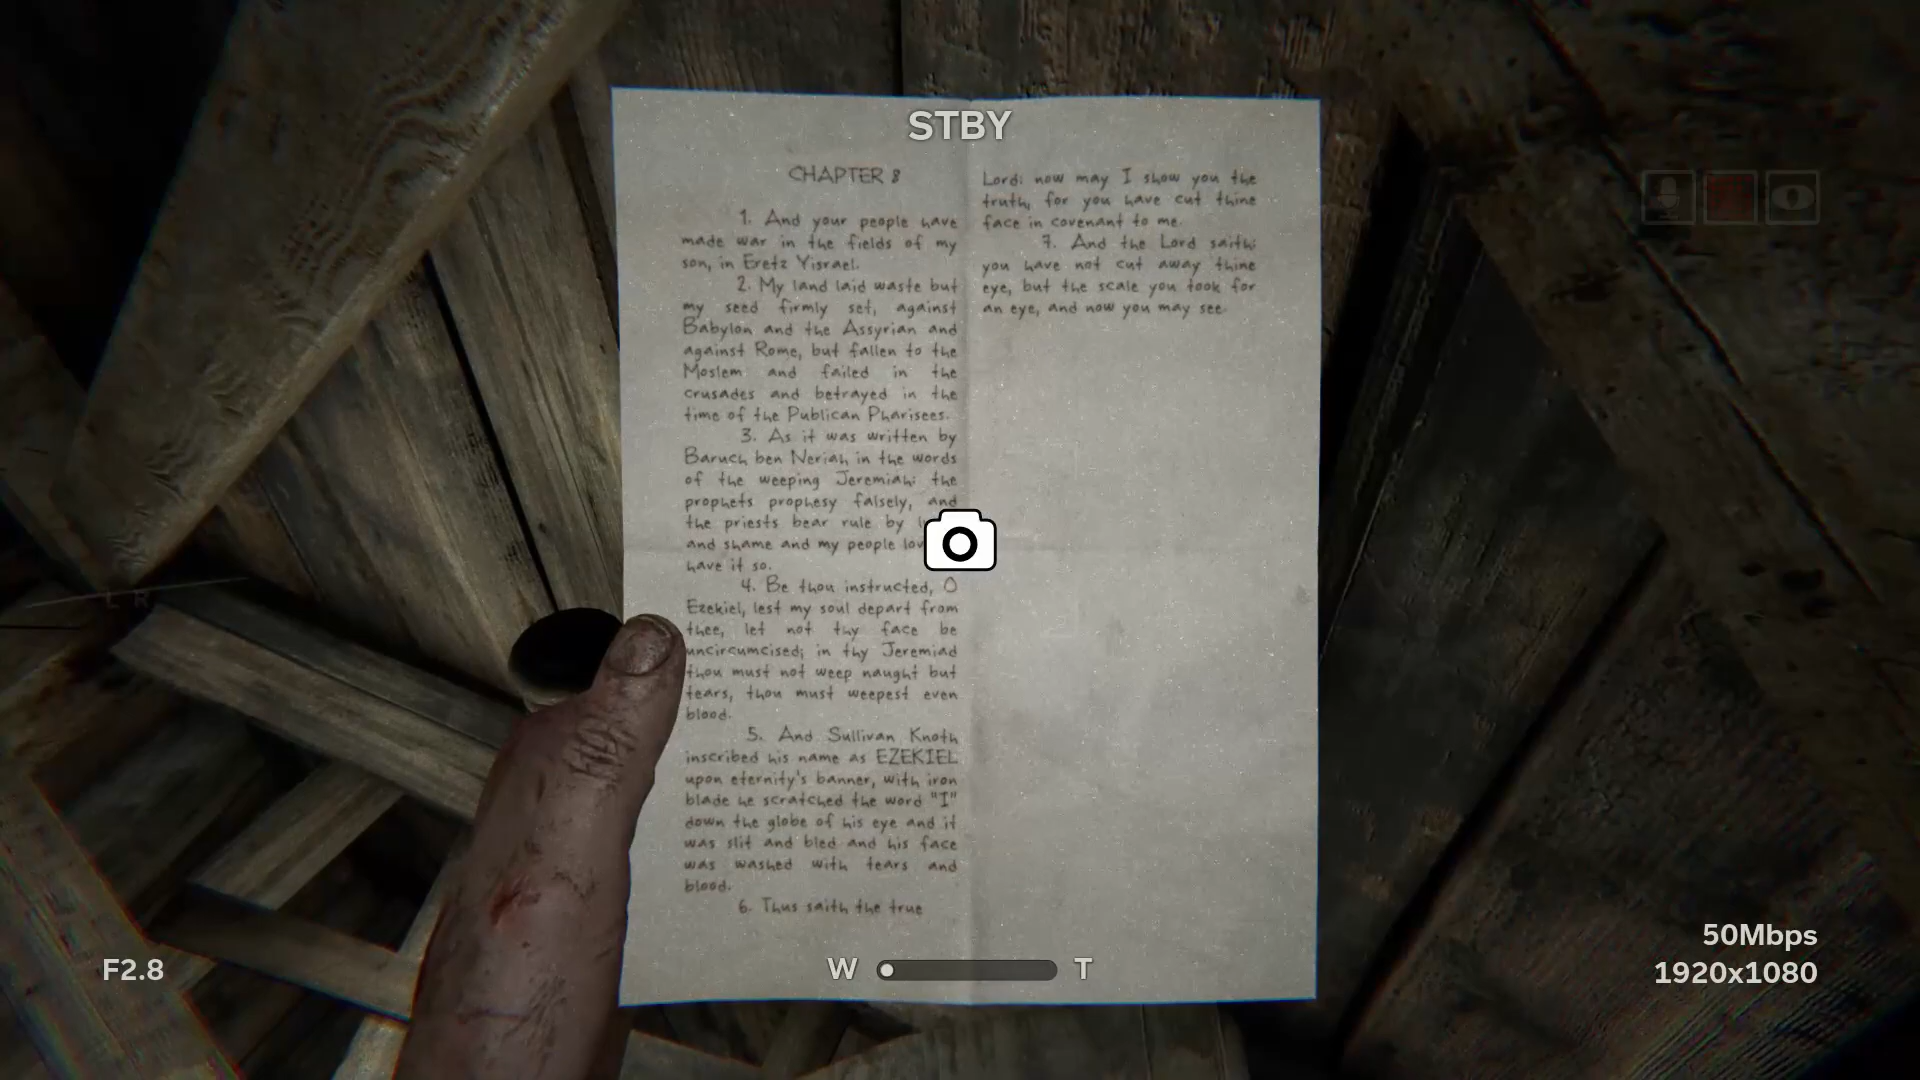 STBY
CHAPTER 8
1. And your people have
made war in the fields of my
son, in Eretz Yisrael.
2. My land laid waste but
my seed firmly set, against
Babylon and the Assyrian and
against Rome, but fallen to the
Moslem and failed in the
crusades and betrayed in the
time of the Publican Pharisees.
3. As it was written by
Baruch ben Neriah in the words
of the weeping Jeremiah: the
prophets prophesy falsely, and
the priests bear rule by
and shame and my people
have it so.
4. Be thou instructed, O
Ezekiel, lest my soul depart from
thee, let not thy face be
uncircumcised; in thy Jeremiad
thou must not weep naught but
tears, thou must weepest even
blood.
5. And Sullivan Knoth
inscribed his name as EZEKIEL
upon eternity's banner, with iron
blade he scratched the word "I"
down the globe of his eye and it
was slit and bled and his face
was washed with tears and
blood.
6. Thus saith the true
Lord: now may I show you the
truth, for you have cut thine
face in covenant to me.
7. And the Lord saith:
you have not cut away thine
eye, but the scale you took for
an eye, and now you may see.
L R
F2.8
W T
50Mbps
1920x1080